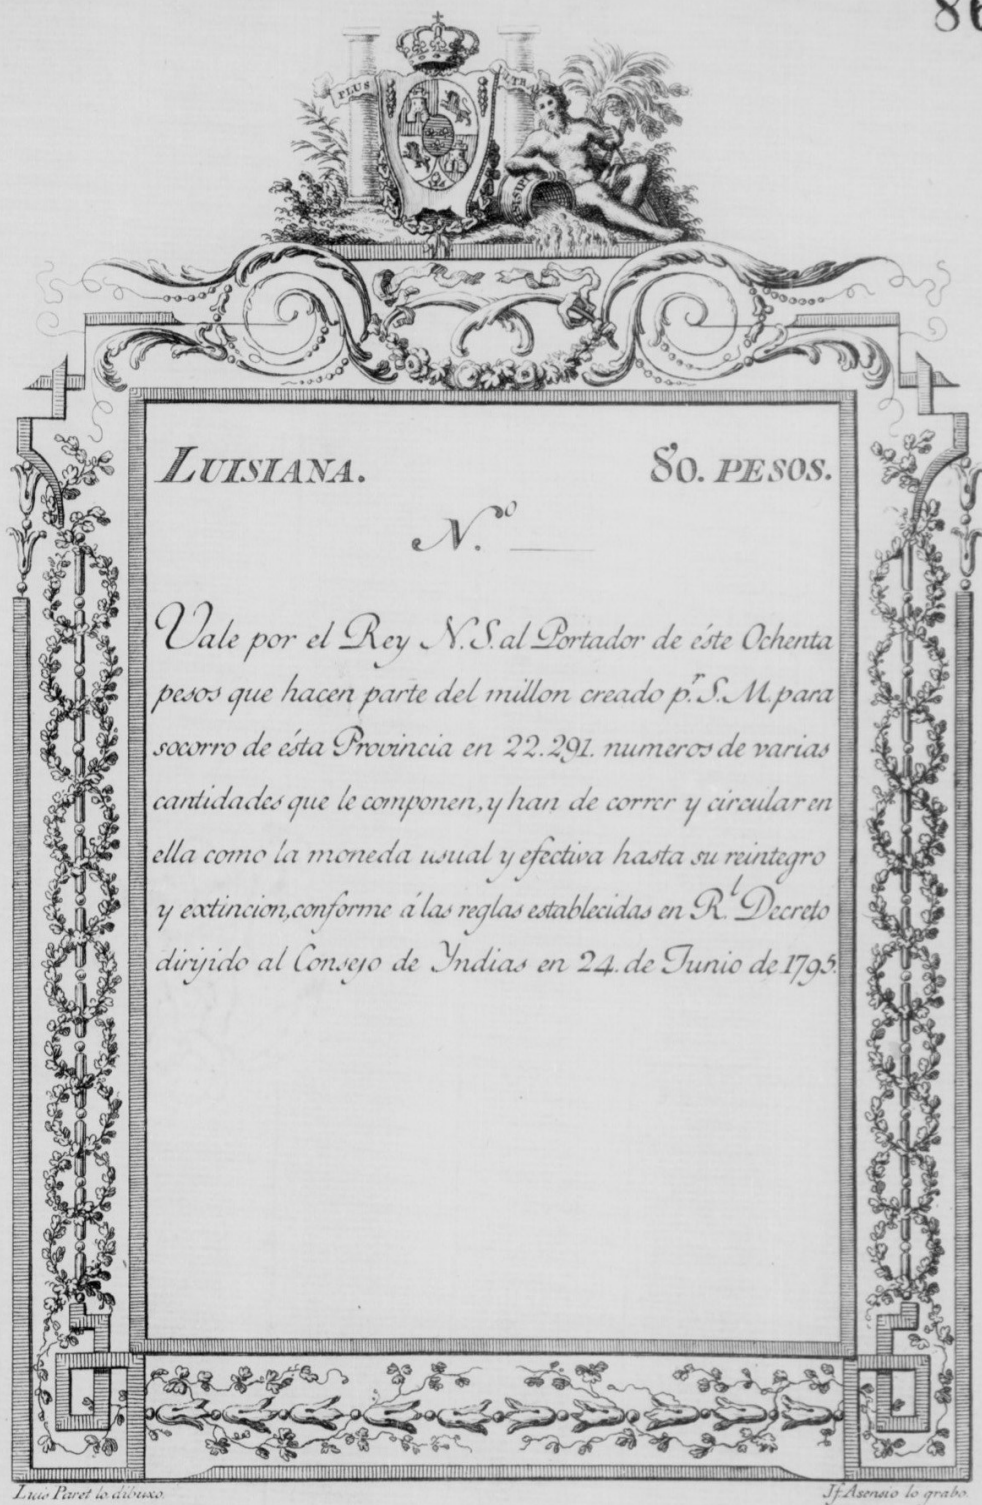 86
PLUS
LTR
SSIPI
LUISIANA. 80. PESOS.
N.º
Vale por el Rey N.S. al Portador de éste Ochenta
pesos que hacen parte del millon creado p.r S.M. para
socorro de ésta Provincia en 22.291. numeros de varias
cantidades que le componen, y han de correr y circular en
ella como la moneda usual y efectiva hasta su reintegro
y extincion, conforme á las reglas establecidas en R.l Decreto
dirijido al Consejo de Yndias en 24. de Junio de 1795.
Luis Paret lo dibuxo.
Jf Asensio lo grabo.